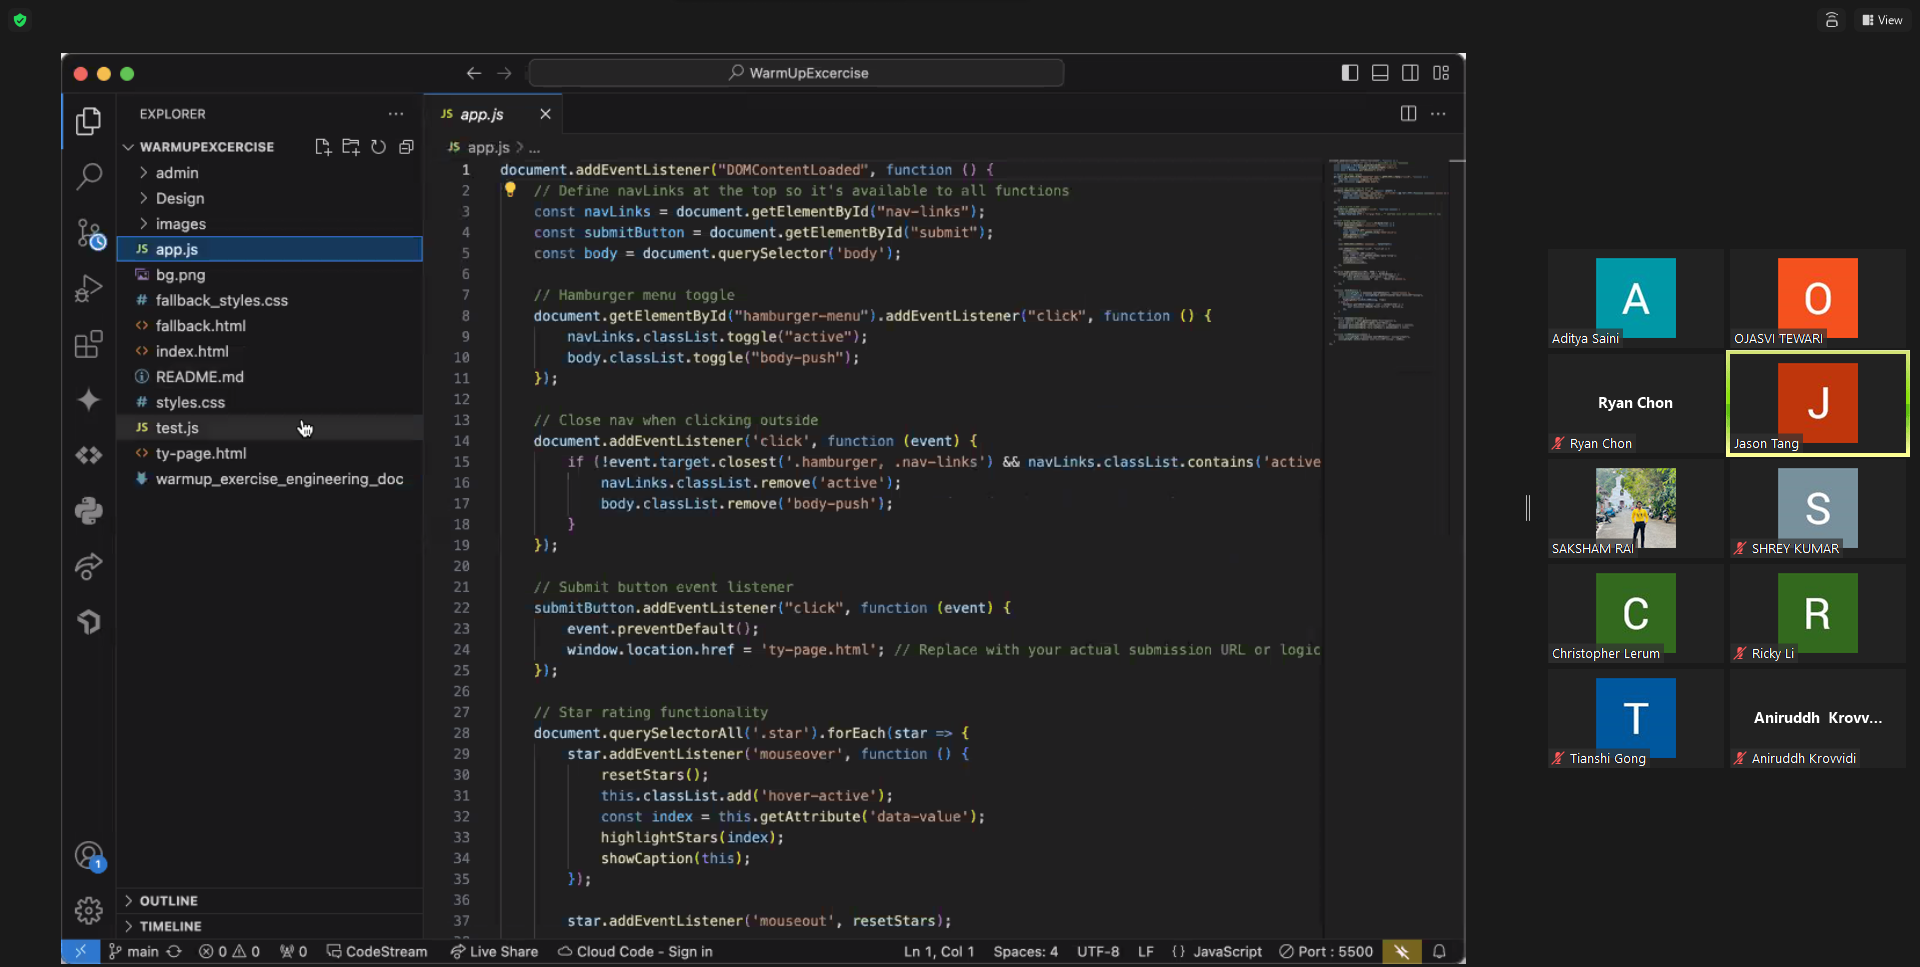 View
WarmUpExcercise
EXPLORER
WARMUPEXCERCISE
admin
Design
images
JS app.js
bg.png
# fallback_styles.css
<> fallback.html
<> index.html
README.md
# styles.css
JS test.js
<> ty-page.html
warmup_exercise_engineering_doc
OUTLINE
TIMELINE
JS app.js
JS app.js > ...
1 document.addEventListener("DOMContentLoaded", function () {
2 // Define navLinks at the top so it's available to all functions
3 const navLinks = document.getElementById("nav-links");
4 const submitButton = document.getElementById("submit");
5 const body = document.querySelector('body');
6
7 // Hamburger menu toggle
8 document.getElementById("hamburger-menu").addEventListener("click", function () {
9 navLinks.classList.toggle("active");
10 body.classList.toggle("body-push");
11 });
12
13 // Close nav when clicking outside
14 document.addEventListener('click', function (event) {
15 if (!event.target.closest('.hamburger, .nav-links') && navLinks.classList.contains('active
16 navLinks.classList.remove('active');
17 body.classList.remove('body-push');
18 }
19 });
20
21 // Submit button event listener
22 submitButton.addEventListener("click", function (event) {
23 event.preventDefault();
24 window.location.href = 'ty-page.html'; // Replace with your actual submission URL or logic
25 });
26
27 // Star rating functionality
28 document.querySelectorAll('.star').forEach(star => {
29 star.addEventListener('mouseover', function () {
30 resetStars();
31 this.classList.add('hover-active');
32 const index = this.getAttribute('data-value');
33 highlightStars(index);
34 showCaption(this);
35 });
36
37 star.addEventListener('mouseout', resetStars);
1
main 0 0 0 CodeStream Live Share Cloud Code - Sign in Ln 1, Col 1 Spaces: 4 UTF-8 LF {} JavaScript Port : 5500
A
Aditya Saini
O
OJASVI TEWARI
Ryan Chon
Ryan Chon
J
Jason Tang
SAKSHAM RAI
S
SHREY KUMAR
C
Christopher Lerum
R
Ricky Li
T
Tianshi Gong
Aniruddh Krovv...
Aniruddh Krovvidi